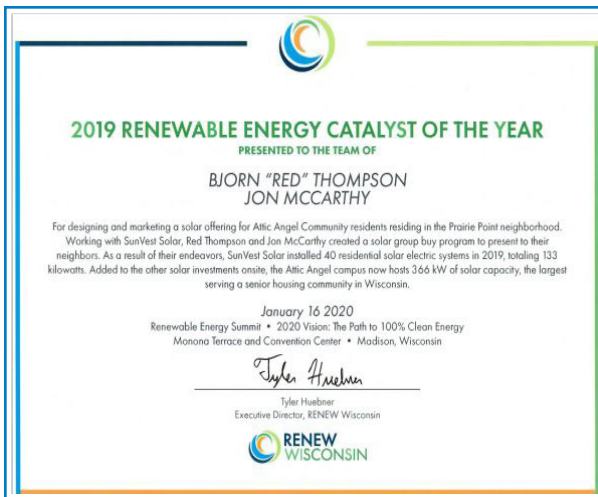 2019 RENEWABLE ENERGY CATALYST OF THE YEAR
PRESENTED TO THE TEAM OF
BJORN "RED" THOMPSON
JON MCCARTHY
For designing and marketing a solar offering for Attic Angel Community residents residing in the Prairie Point neighborhood.
Working with SunVest Solar, Red Thompson and Jon McCarthy created a solar group buy program to present to their
neighbors. As a result of their endeavors, SunVest Solar installed 40 residential solar electric systems in 2019, totaling 133
kilowatts. Added to the other solar investments onsite, the Attic Angel campus now hosts 366 kW of solar capacity, the largest
serving a senior housing community in Wisconsin.
January 16 2020
Renewable Energy Summit • 2020 Vision: The Path to 100% Clean Energy
Monona Terrace and Convention Center • Madison, Wisconsin
Tyler Huebner
Tyler Huebner
Executive Director, RENEW Wisconsin
RENEW
WISCONSIN